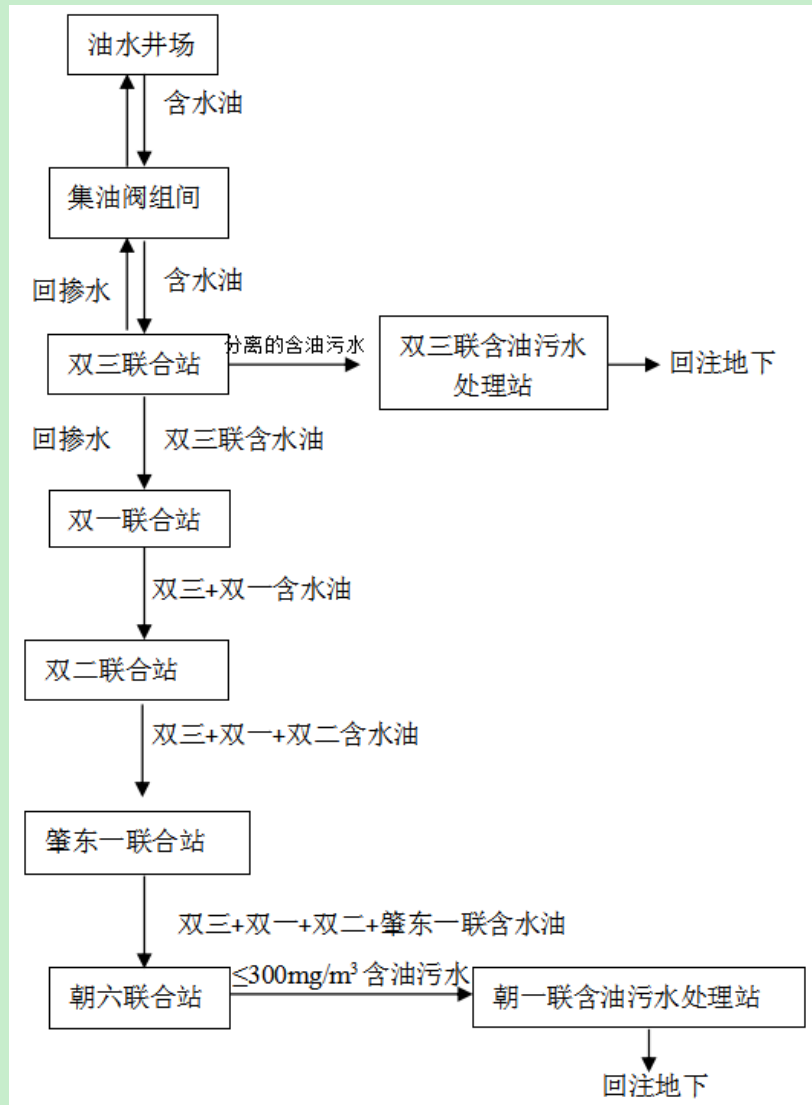 油水井场
含水油
集油阀组间
回掺水
含水油
双三联合站
分离的含油污水
双三联含油污水
处理站
回注地下
回掺水
双三联含水油
双一联合站
双三+双一含水油
双二联合站
双三+双一+双二含水油
肇东一联合站
双三+双一+双二+肇东一联含水油
朝六联合站
≤300mg/m³ 含油污水
朝一联含油污水处理站
回注地下